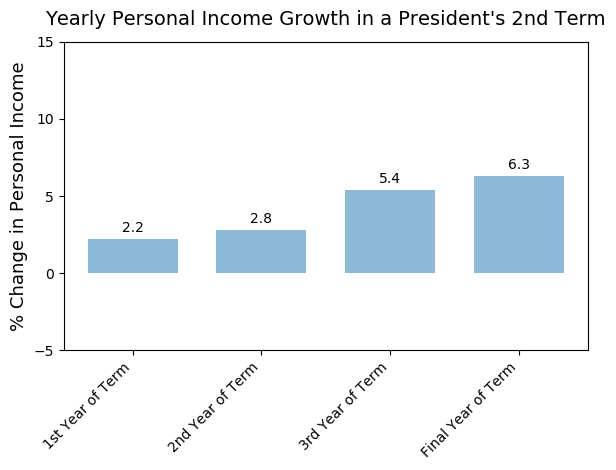 Yearly Personal Income Growth in a President's 2nd Term
% Change in Personal Income
15
10
5
0
−5
2.2
2.8
5.4
6.3
1st Year of Term
2nd Year of Term
3rd Year of Term
Final Year of Term